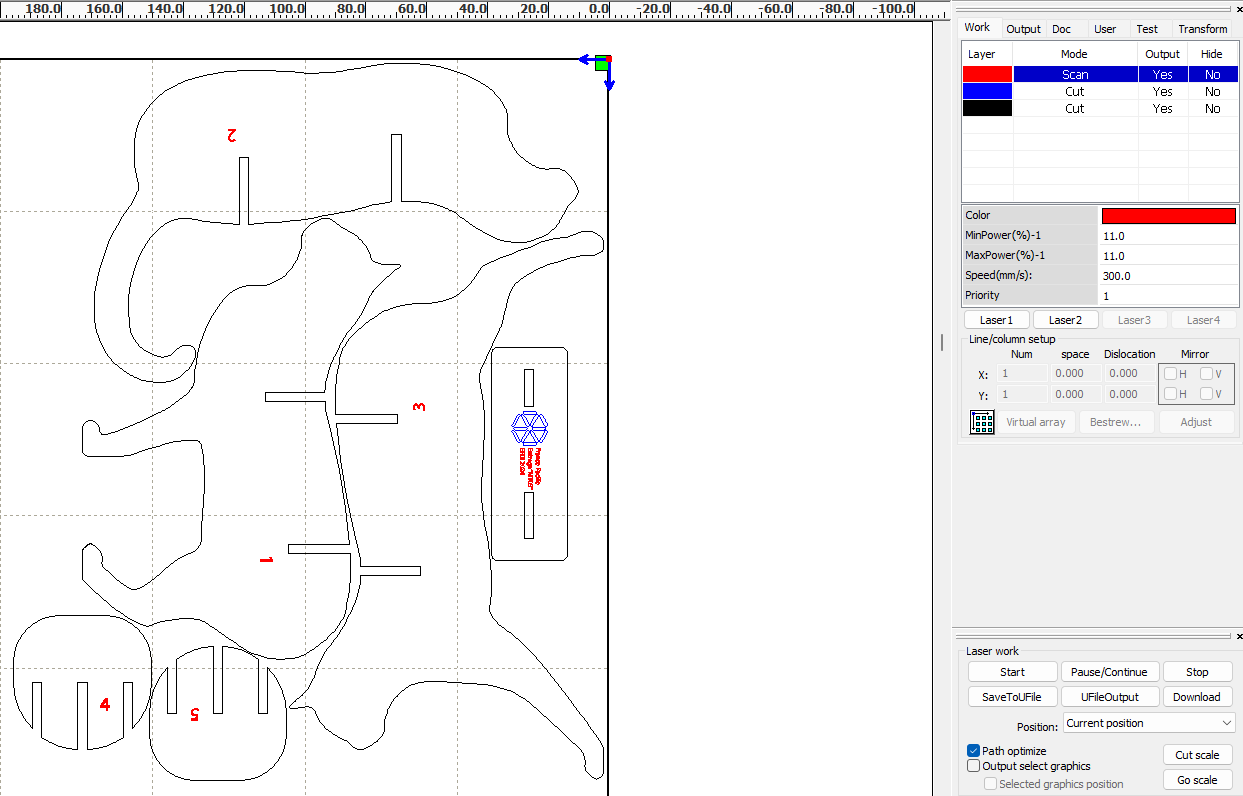 180.0 160.0 140.0 120.0 100.0 80.0 60.0 40.0 20.0 0.0 -20.0 -40.0 -60.0 -80.0 -100.0
Work Output Doc User Test Transform
Layer Mode Output Hide
Scan Yes No
Cut Yes No
Cut Yes No
Color
MinPower(%)-1 11.0
MaxPower(%)-1 11.0
Speed(mm/s): 300.0
Priority 1
Laser1 Laser2 Laser3 Laser4
Line/column setup
Num space Dislocation Mirror
X: 1 0.000 0.000 H V
Y: 1 0.000 0.000 H V
Virtual array Bestrew... Adjust
Laser work
Start Pause/Continue Stop
SaveToUFile UFileOutput Download
Position: Current position
Path optimize Cut scale
Output select graphics
Selected graphics position Go scale
2
3
1
4
5